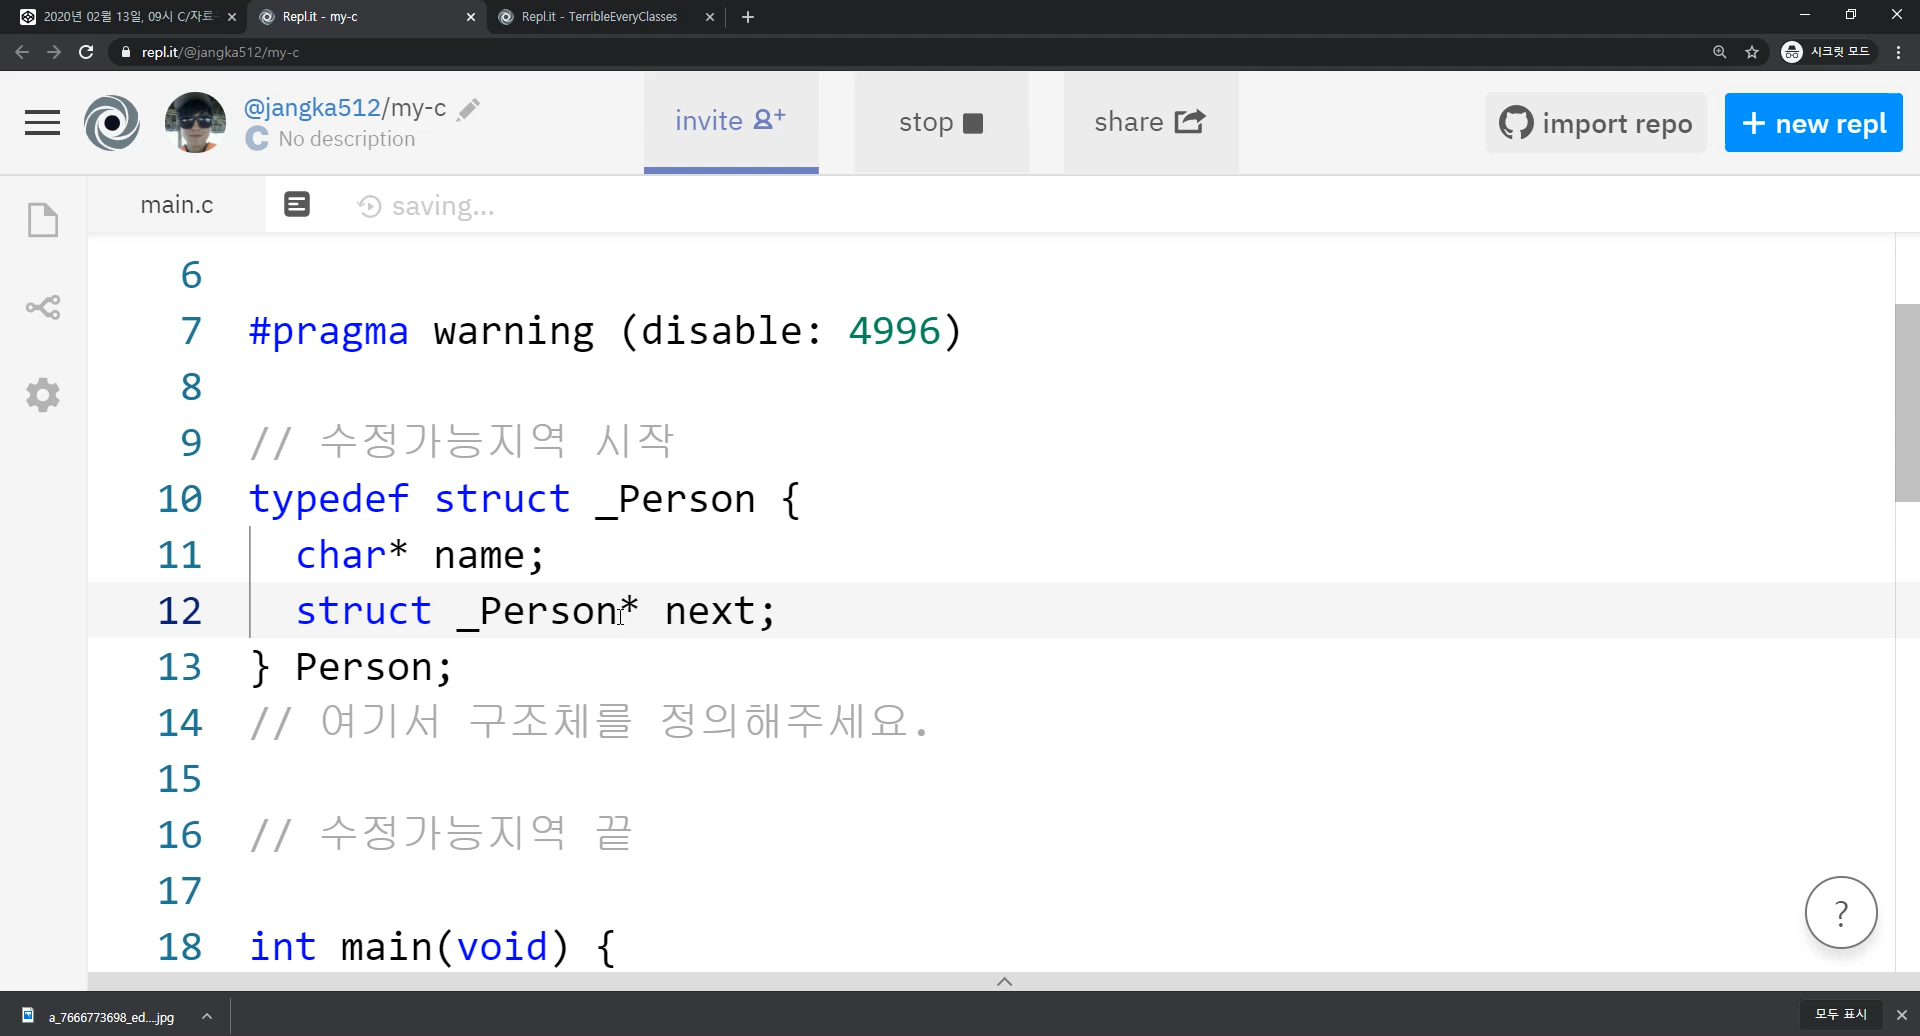 2020년 02월 13일, 09시 C/자료
Repl.it - my-c
Repl.it - TerribleEveryClasses
repl.it/@jangka512/my-c
시크릿 모드
@jangka512/my-c
No description
invite
stop
share
import repo
+ new repl
main.c
saving...
6
7 #pragma warning (disable: 4996)
8
9 // 수정가능지역 시작
10 typedef struct _Person {
11 char* name;
12 struct _Person* next;
13 } Person;
14 // 여기서 구조체를 정의해주세요.
15
16 // 수정가능지역 끝
17
18 int main(void) {
?
a_7666773698_ed....jpg
모두 표시